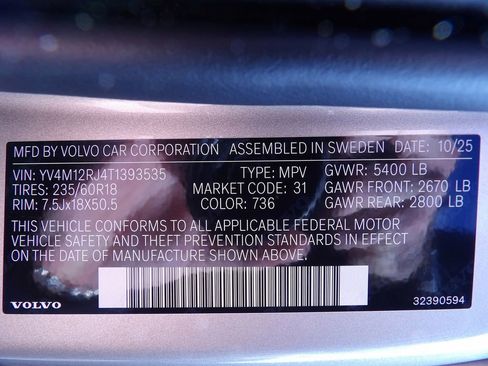 MFD BY VOLVO CAR CORPORATION ASSEMBLED IN SWEDEN DATE: 10/25
VIN: YV4M12RJ4T1393535 TYPE: MPV GVWR: 5400 LB
TIRES: 235/60R18 MARKET CODE: 31 GAWR FRONT: 2670 LB
RIM: 7.5Jx18X50.5 COLOR: 736 GAWR REAR: 2800 LB
THIS VEHICLE CONFORMS TO ALL APPLICABLE FEDERAL MOTOR
VEHICLE SAFETY AND THEFT PREVENTION STANDARDS IN EFFECT
ON THE DATE OF MANUFACTURE SHOWN ABOVE.
VOLVO 32390594